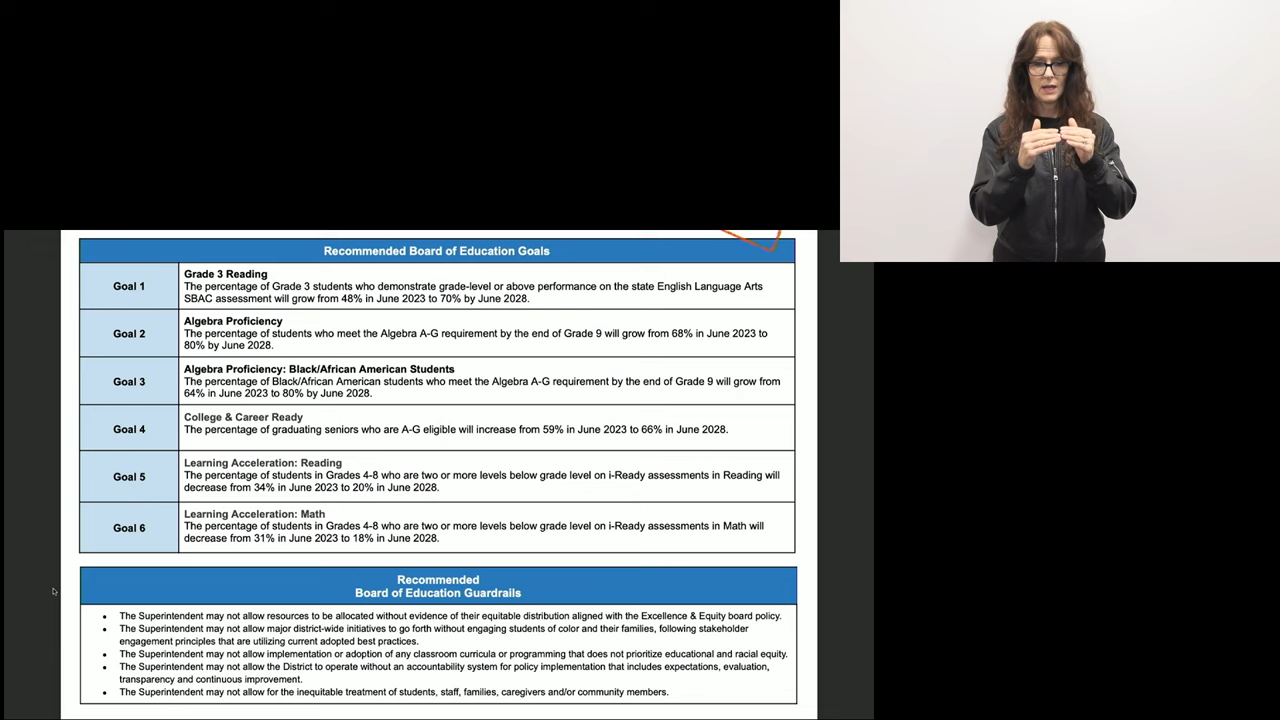 Recommended Board of Education Goals
Goal 1
Grade 3 Reading
The percentage of Grade 3 students who demonstrate grade-level or above performance on the state English Language Arts
SBAC assessment will grow from 48% in June 2023 to 70% by June 2028.
Goal 2
Algebra Proficiency
The percentage of students who meet the Algebra A-G requirement by the end of Grade 9 will grow from 68% in June 2023 to
80% by June 2028.
Goal 3
Algebra Proficiency: Black/African American Students
The percentage of Black/African American students who meet the Algebra A-G requirement by the end of Grade 9 will grow from
64% in June 2023 to 80% by June 2028.
Goal 4
College & Career Ready
The percentage of graduating seniors who are A-G eligible will increase from 59% in June 2023 to 66% in June 2028.
Goal 5
Learning Acceleration: Reading
The percentage of students in Grades 4-8 who are two or more levels below grade level on i-Ready assessments in Reading will
decrease from 34% in June 2023 to 20% in June 2028.
Goal 6
Learning Acceleration: Math
The percentage of students in Grades 4-8 who are two or more levels below grade level on i-Ready assessments in Math will
decrease from 31% in June 2023 to 18% in June 2028.
Recommended
Board of Education Guardrails
• The Superintendent may not allow resources to be allocated without evidence of their equitable distribution aligned with the Excellence & Equity board policy.
• The Superintendent may not allow major district-wide initiatives to go forth without engaging students of color and their families, following stakeholder
engagement principles that are utilizing current adopted best practices.
• The Superintendent may not allow implementation or adoption of any classroom curricula or programming that does not prioritize educational and racial equity.
• The Superintendent may not allow the District to operate without an accountability system for policy implementation that includes expectations, evaluation,
transparency and continuous improvement.
• The Superintendent may not allow for the inequitable treatment of students, staff, families, caregivers and/or community members.